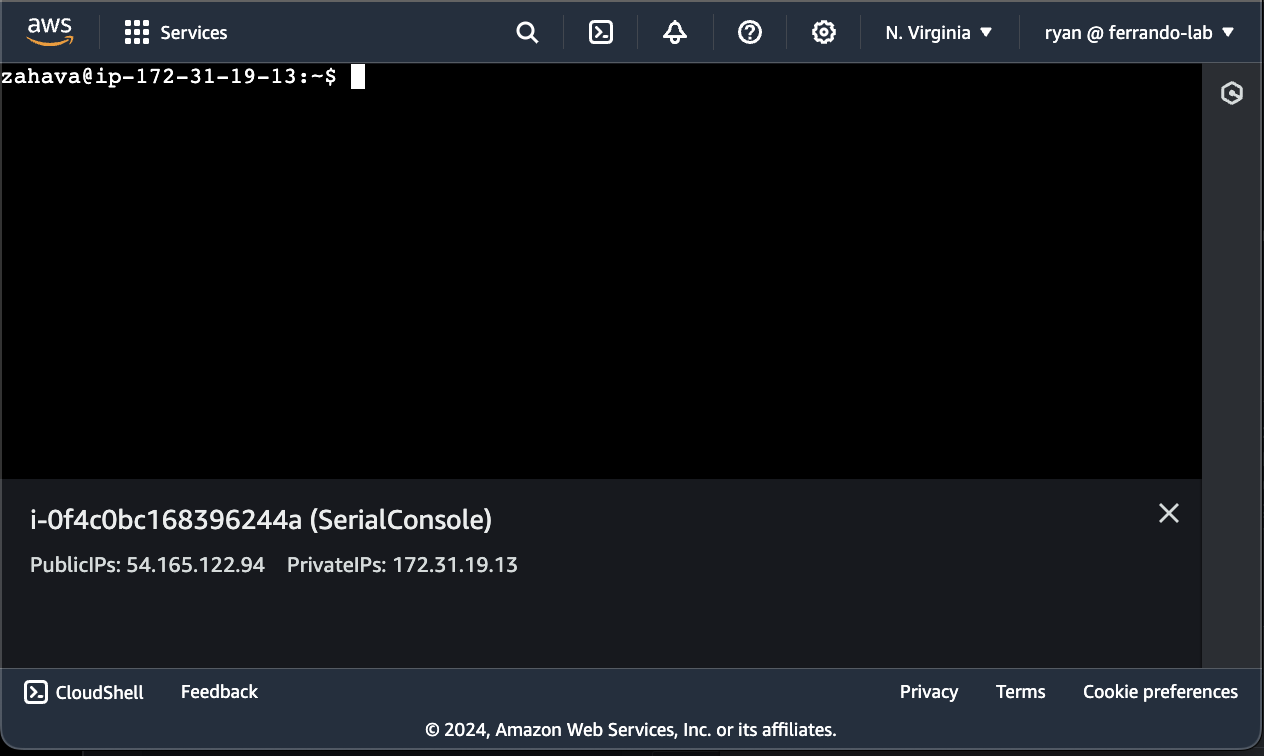 aws Services N. Virginia ryan @ ferrando-lab
zahava@ip-172-31-19-13:~$
i-0f4c0bc168396244a (SerialConsole)
PublicIPs: 54.165.122.94 PrivateIPs: 172.31.19.13
CloudShell Feedback Privacy Terms Cookie preferences
© 2024, Amazon Web Services, Inc. or its affiliates.